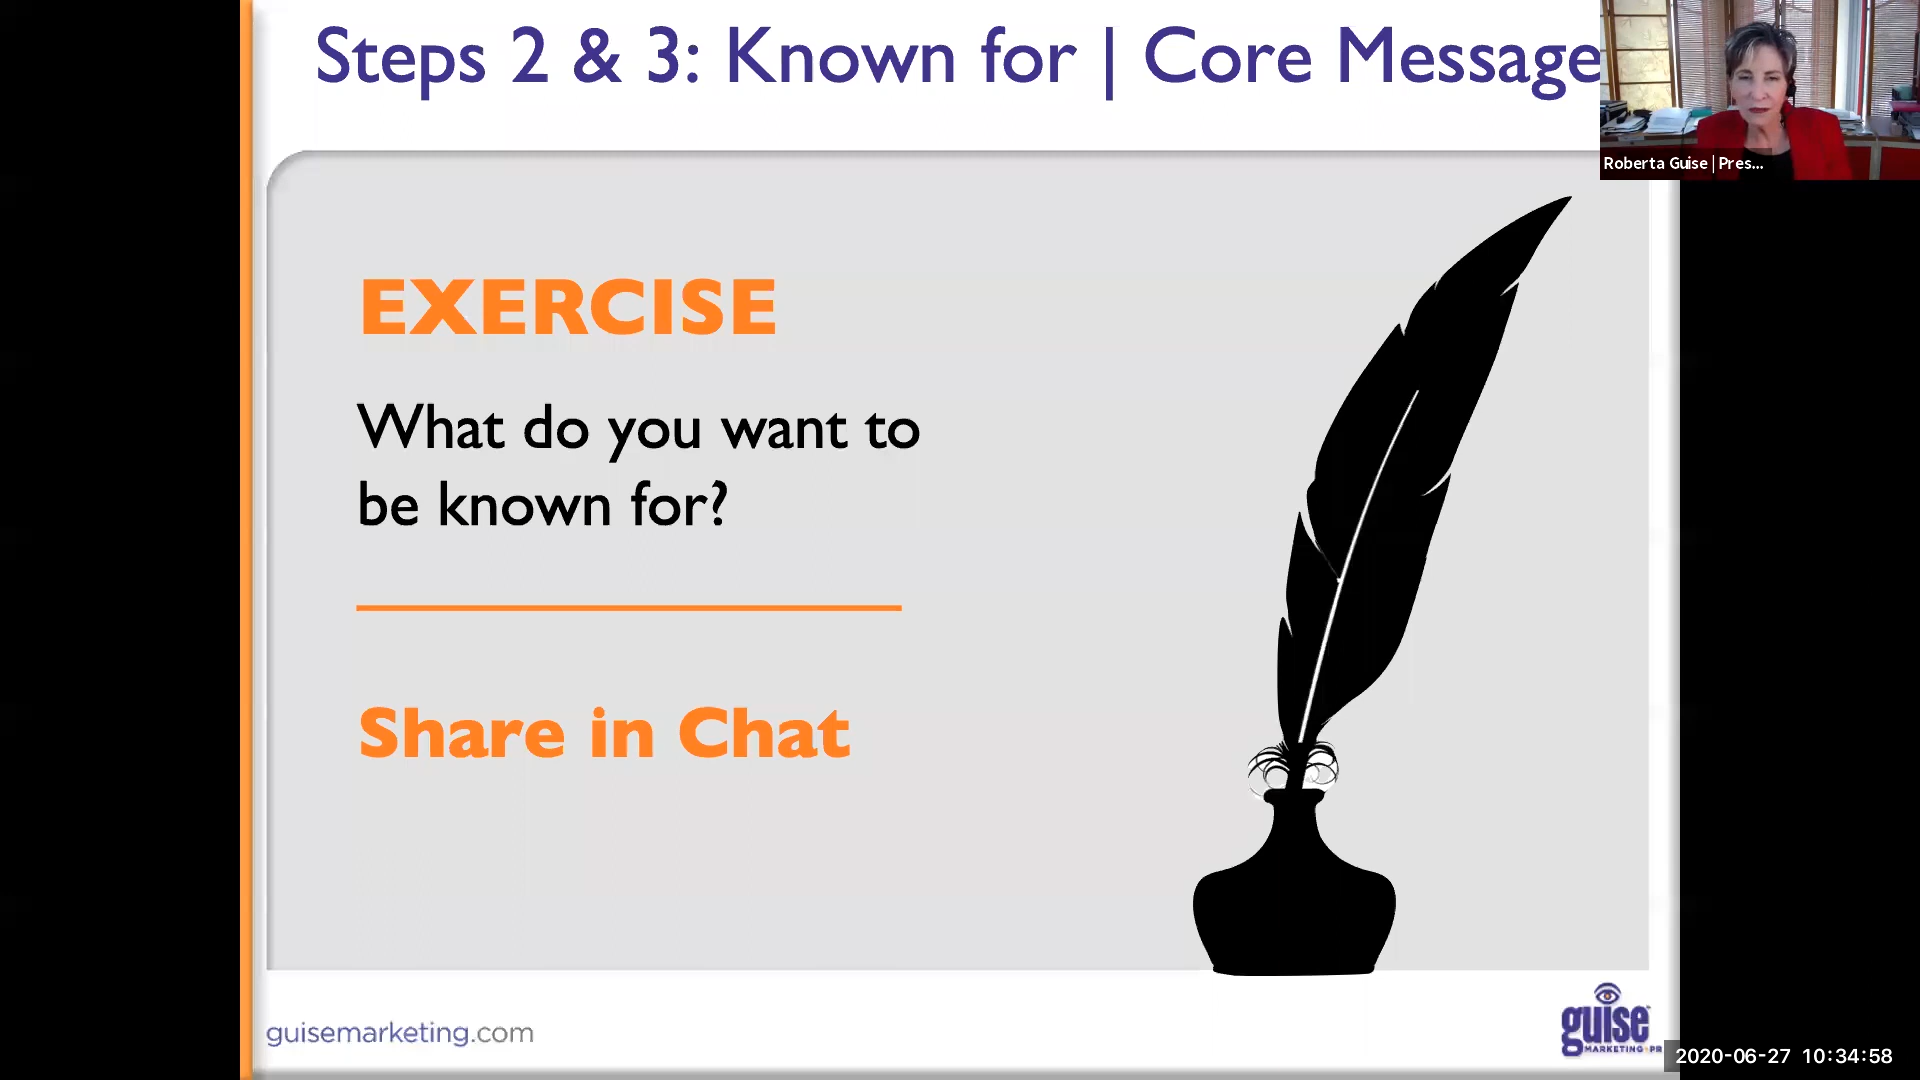 Steps 2 & 3: Known for | Core Message
Roberta Guise | Pres...
EXERCISE
What do you want to
be known for?
Share in Chat
guisemarketing.com
guise
MARKETING+PR
2020-06-27 10:34:58